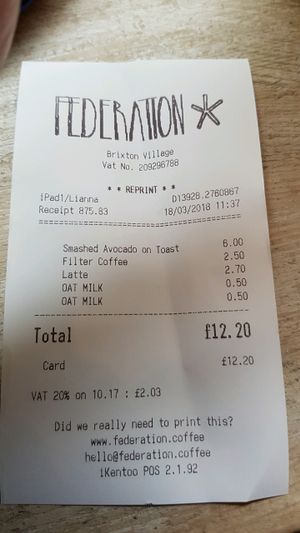 FEDERATION
Brixton Village
Vat No. 209296788
* * REPRINT * *
iPad1/Lianna D13928.2760867
Receipt 875.83 18/03/2018 11:37
Smashed Avocado on Toast 6.00
Filter Coffee 2.50
Latte 2.70
OAT MILK 0.50
OAT MILK 0.50
Total £12.20
Card £12.20
VAT 20% on 10.17 : £2.03
Did we really need to print this?
www.federation.coffee
hello@federation.coffee
iKentoo POS 2.1.92